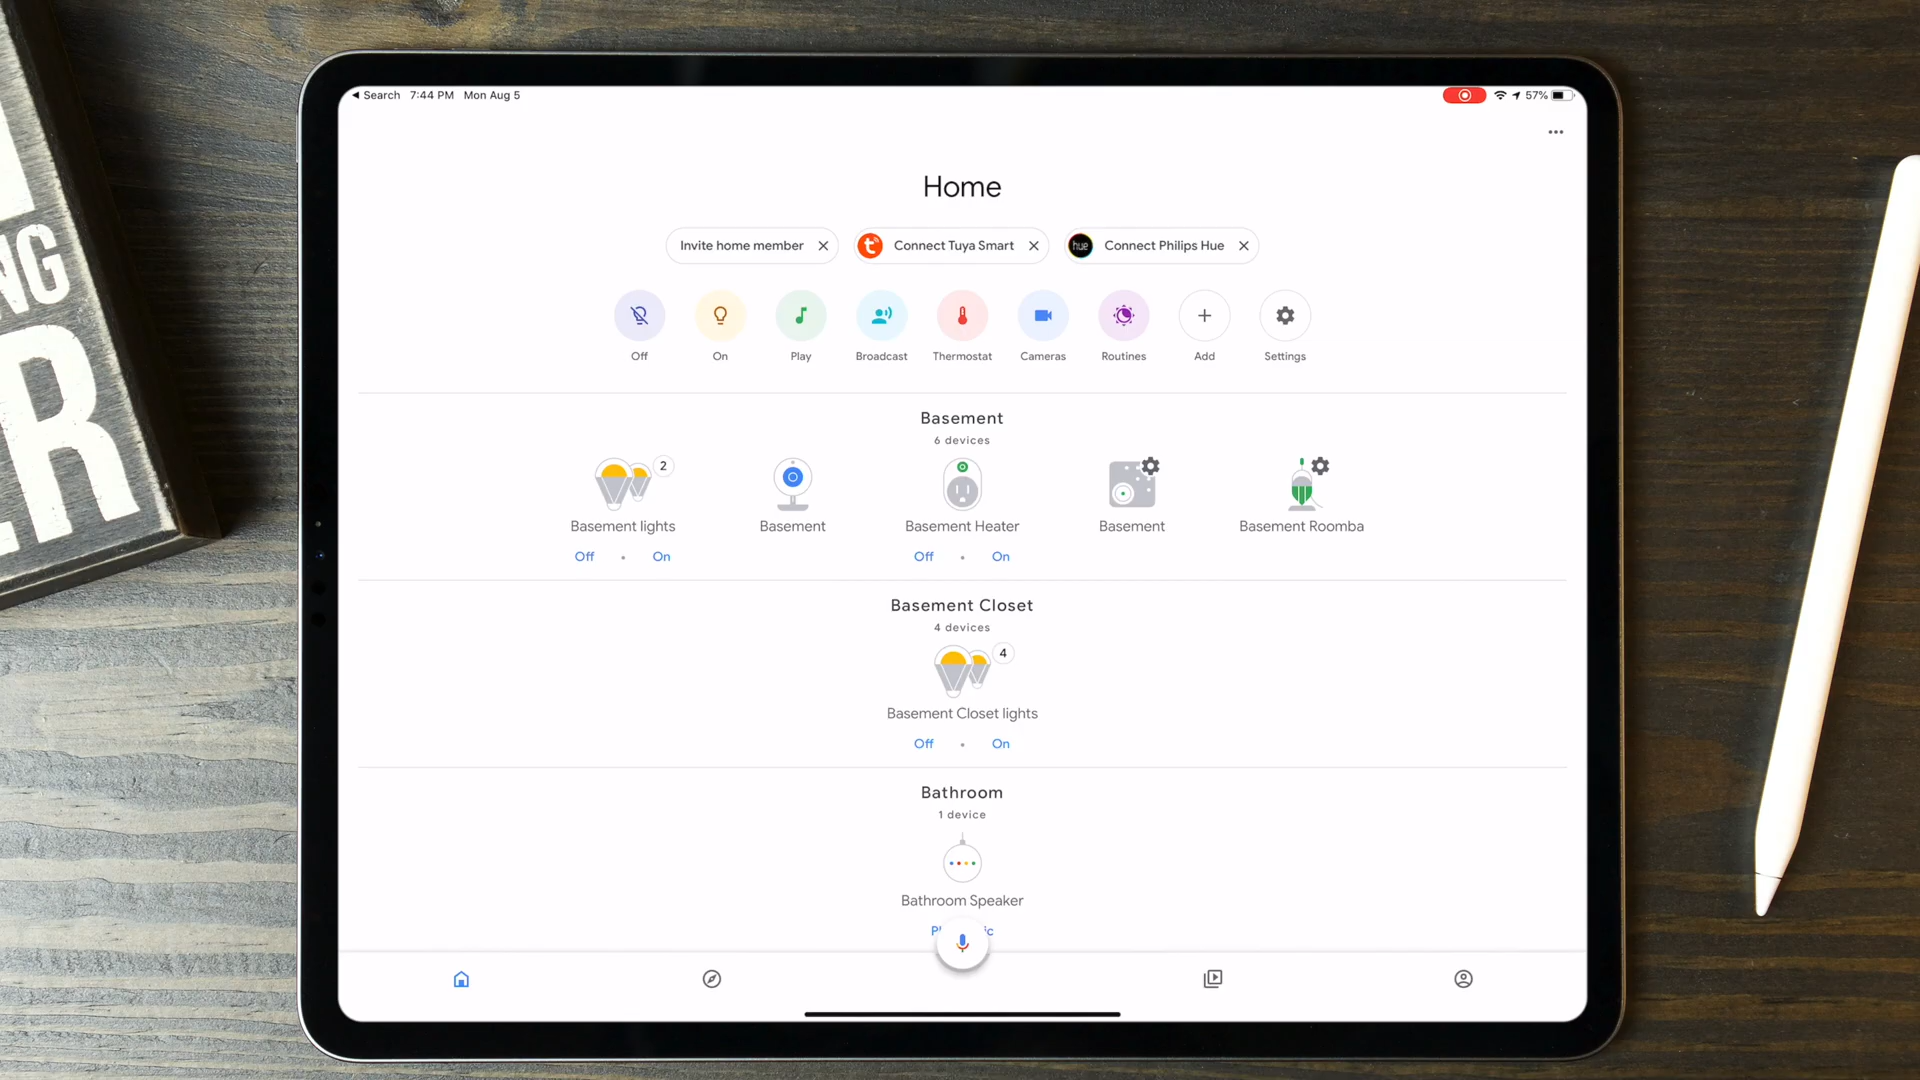 Search 7:44 PM Mon Aug 5
57%
Home
Invite home member
Connect Tuya Smart
hue Connect Philips Hue
Off On Play Broadcast Thermostat Cameras Routines Add Settings
Basement
6 devices
2
Basement lights Basement Basement Heater Basement Basement Roomba
Off • On Off • On
Basement Closet
4 devices
4
Basement Closet lights
Off • On
Bathroom
1 device
Bathroom Speaker